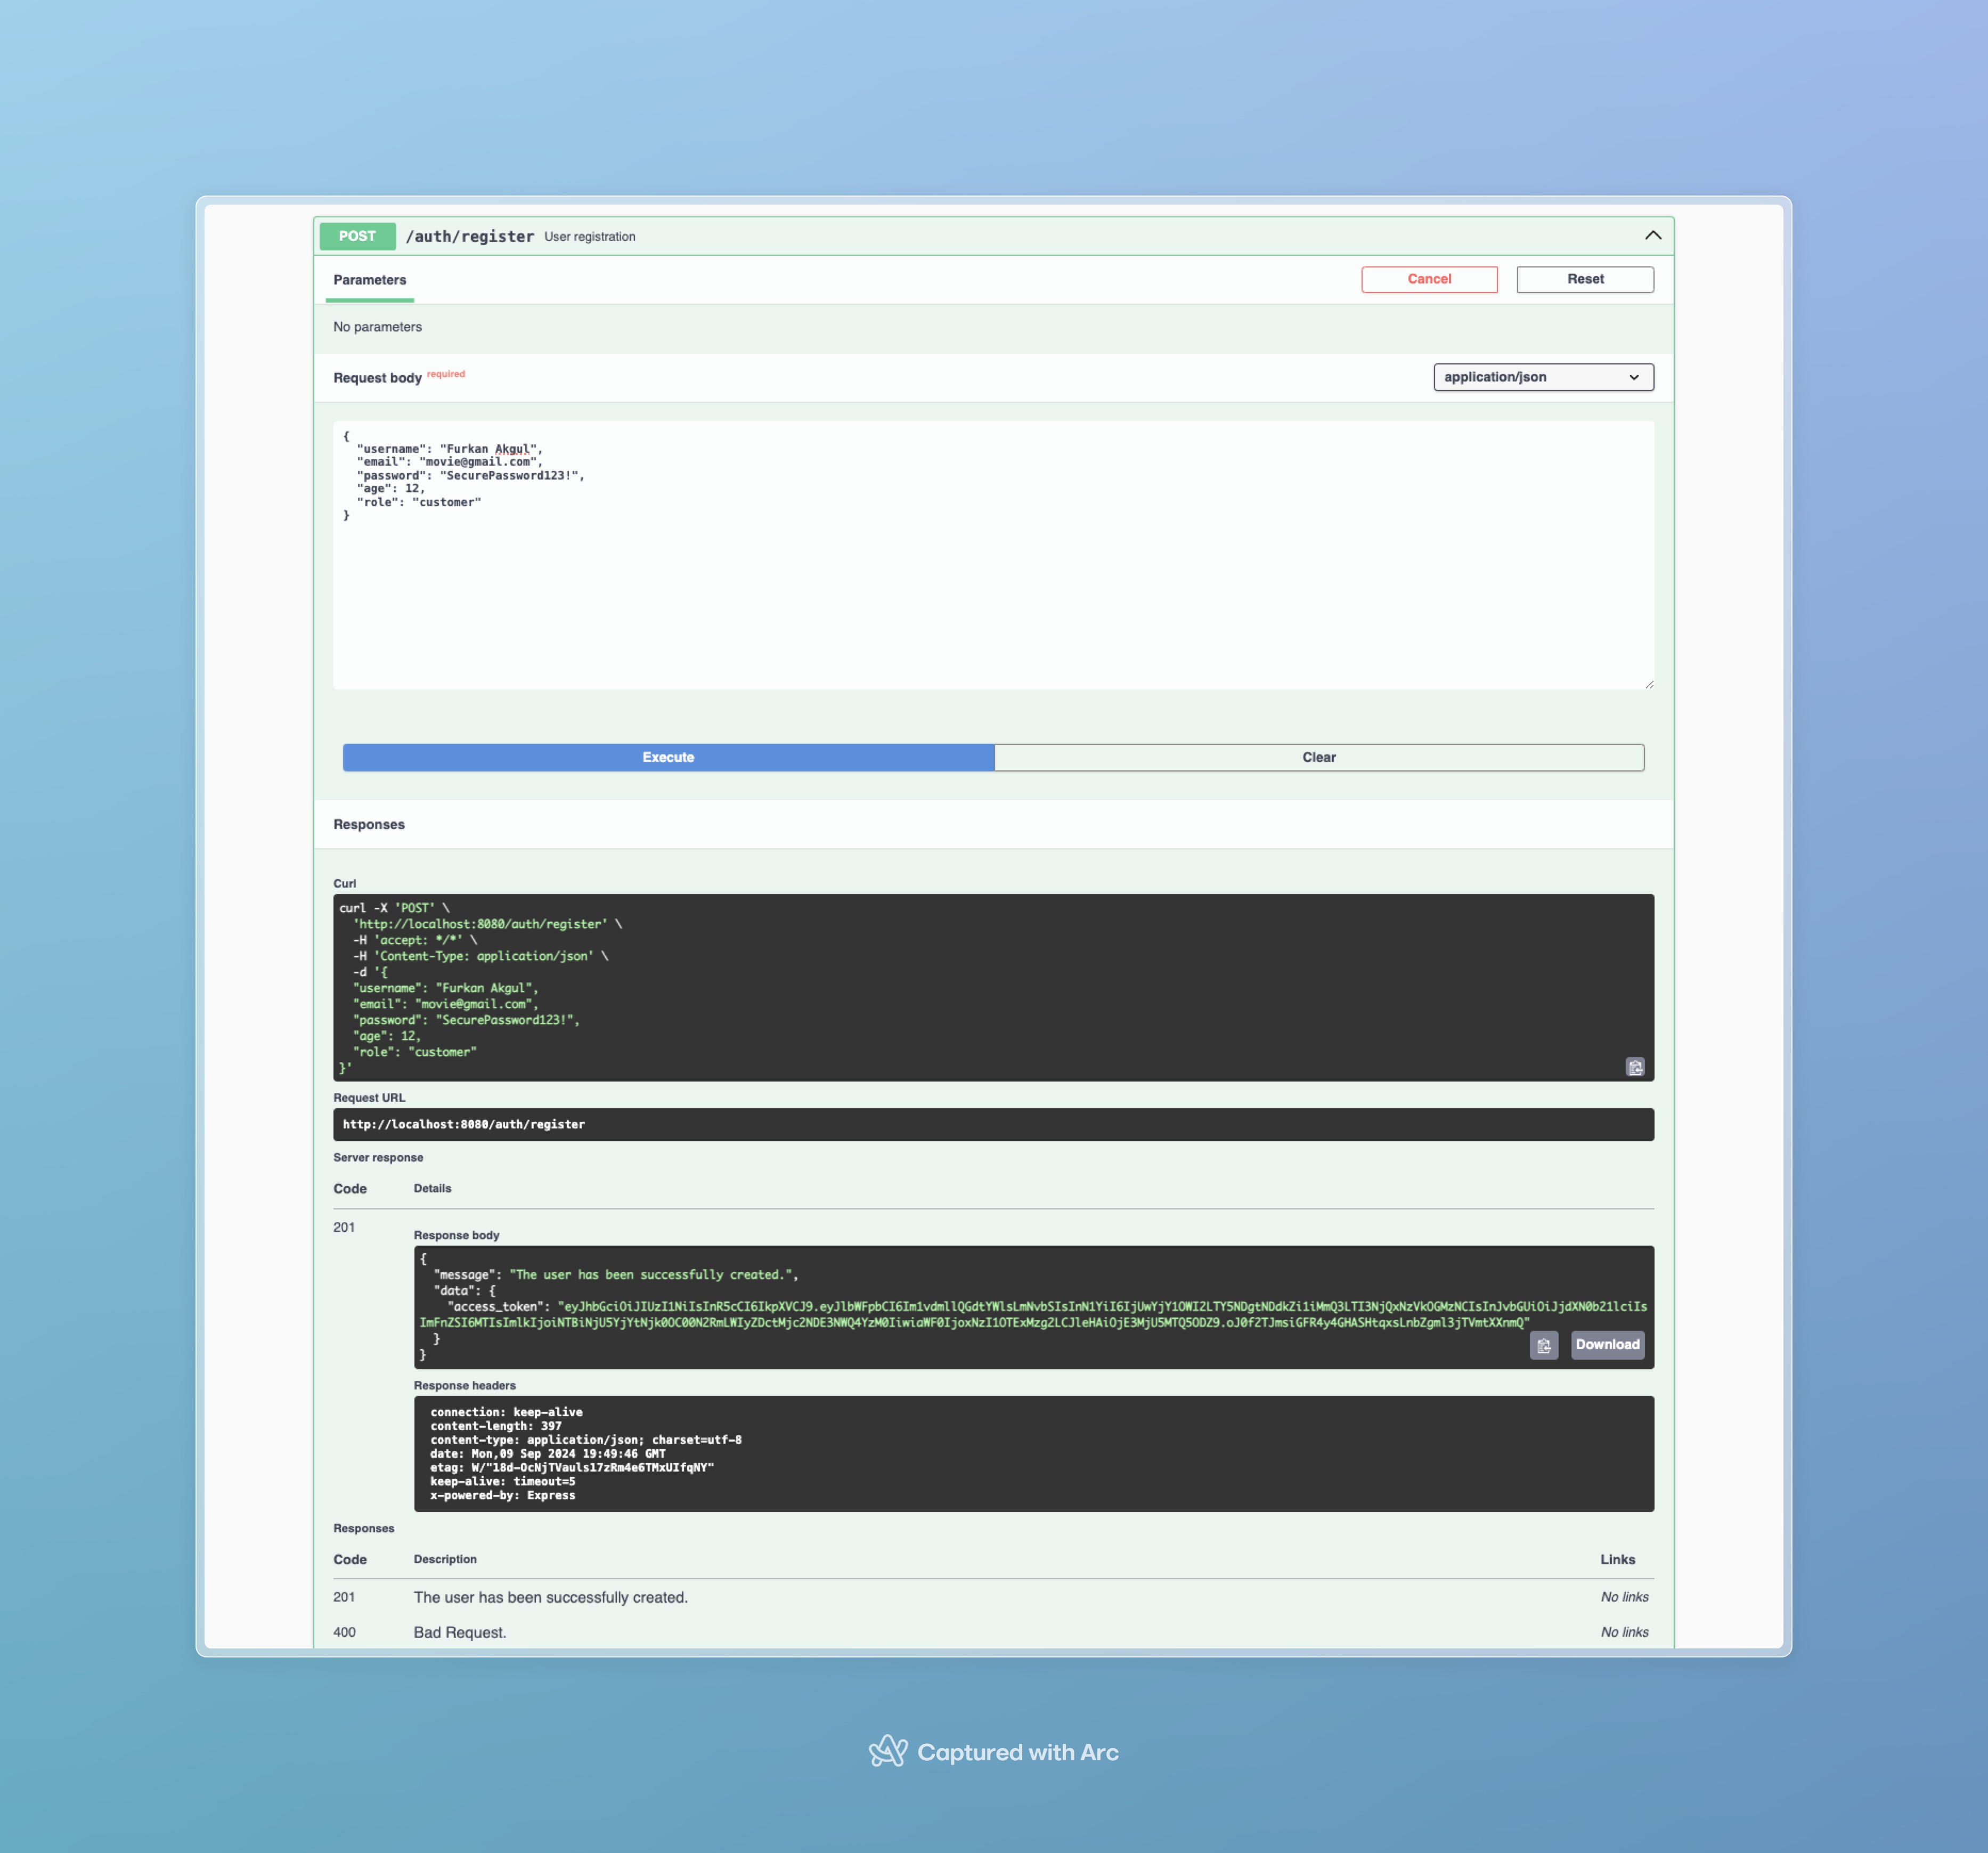 POST /auth/register User registration
Parameters
Cancel
Reset
No parameters
Request body required
application/json
{
  "username": "Furkan Akgul",
  "email": "movie@gmail.com",
  "password": "SecurePassword123!",
  "age": 12,
  "role": "customer"
}
Execute
Clear
Responses
Curl
curl -X 'POST' \
  'http://localhost:8080/auth/register' \
  -H 'accept: */*' \
  -H 'Content-Type: application/json' \
  -d '{
  "username": "Furkan Akgul",
  "email": "movie@gmail.com",
  "password": "SecurePassword123!",
  "age": 12,
  "role": "customer"
}'
Request URL
http://localhost:8080/auth/register
Server response
Code Details
201
Response body
{
  "message": "The user has been successfully created.",
  "data": {
    "access_token":
  }
}
Download
Response headers
connection: keep-alive
content-length: 397
content-type: application/json; charset=utf-8
date: Mon,09 Sep 2024 19:49:46 GMT
etag: W/"18d-OcNjTVauls17zRm4e6TMxUIfqNY"
keep-alive: timeout=5
x-powered-by: Express
Responses
Code Description Links
201 The user has been successfully created. No links
400 Bad Request. No links
Captured with Arc